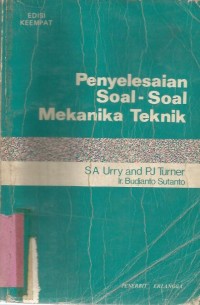 EDISI
KEEMPAT
Penyelesaian
Soal-Soal
Mekanika Teknik
S.A Urry and P.J Turner
Ir. Budianto Sutanto
PENERBIT ERLANGGA